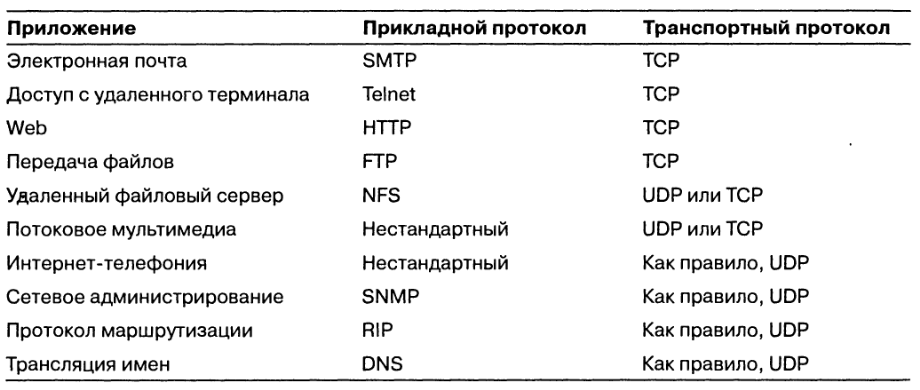 Приложение Прикладной протокол Транспортный протокол
Электронная почта SMTP TCP
Доступ с удаленного терминала Telnet TCP
Web HTTP TCP
Передача файлов FTP TCP
Удаленный файловый сервер NFS UDP или TCP
Потоковое мультимедиа Нестандартный UDP или TCP
Интернет-телефония Нестандартный Как правило, UDP
Сетевое администрирование SNMP Как правило, UDP
Протокол маршрутизации RIP Как правило, UDP
Трансляция имен DNS Как правило, UDP